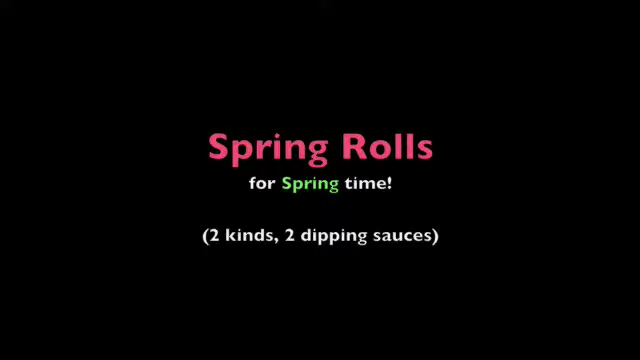 Spring Rolls
for Spring time!
(2 kinds, 2 dipping sauces)